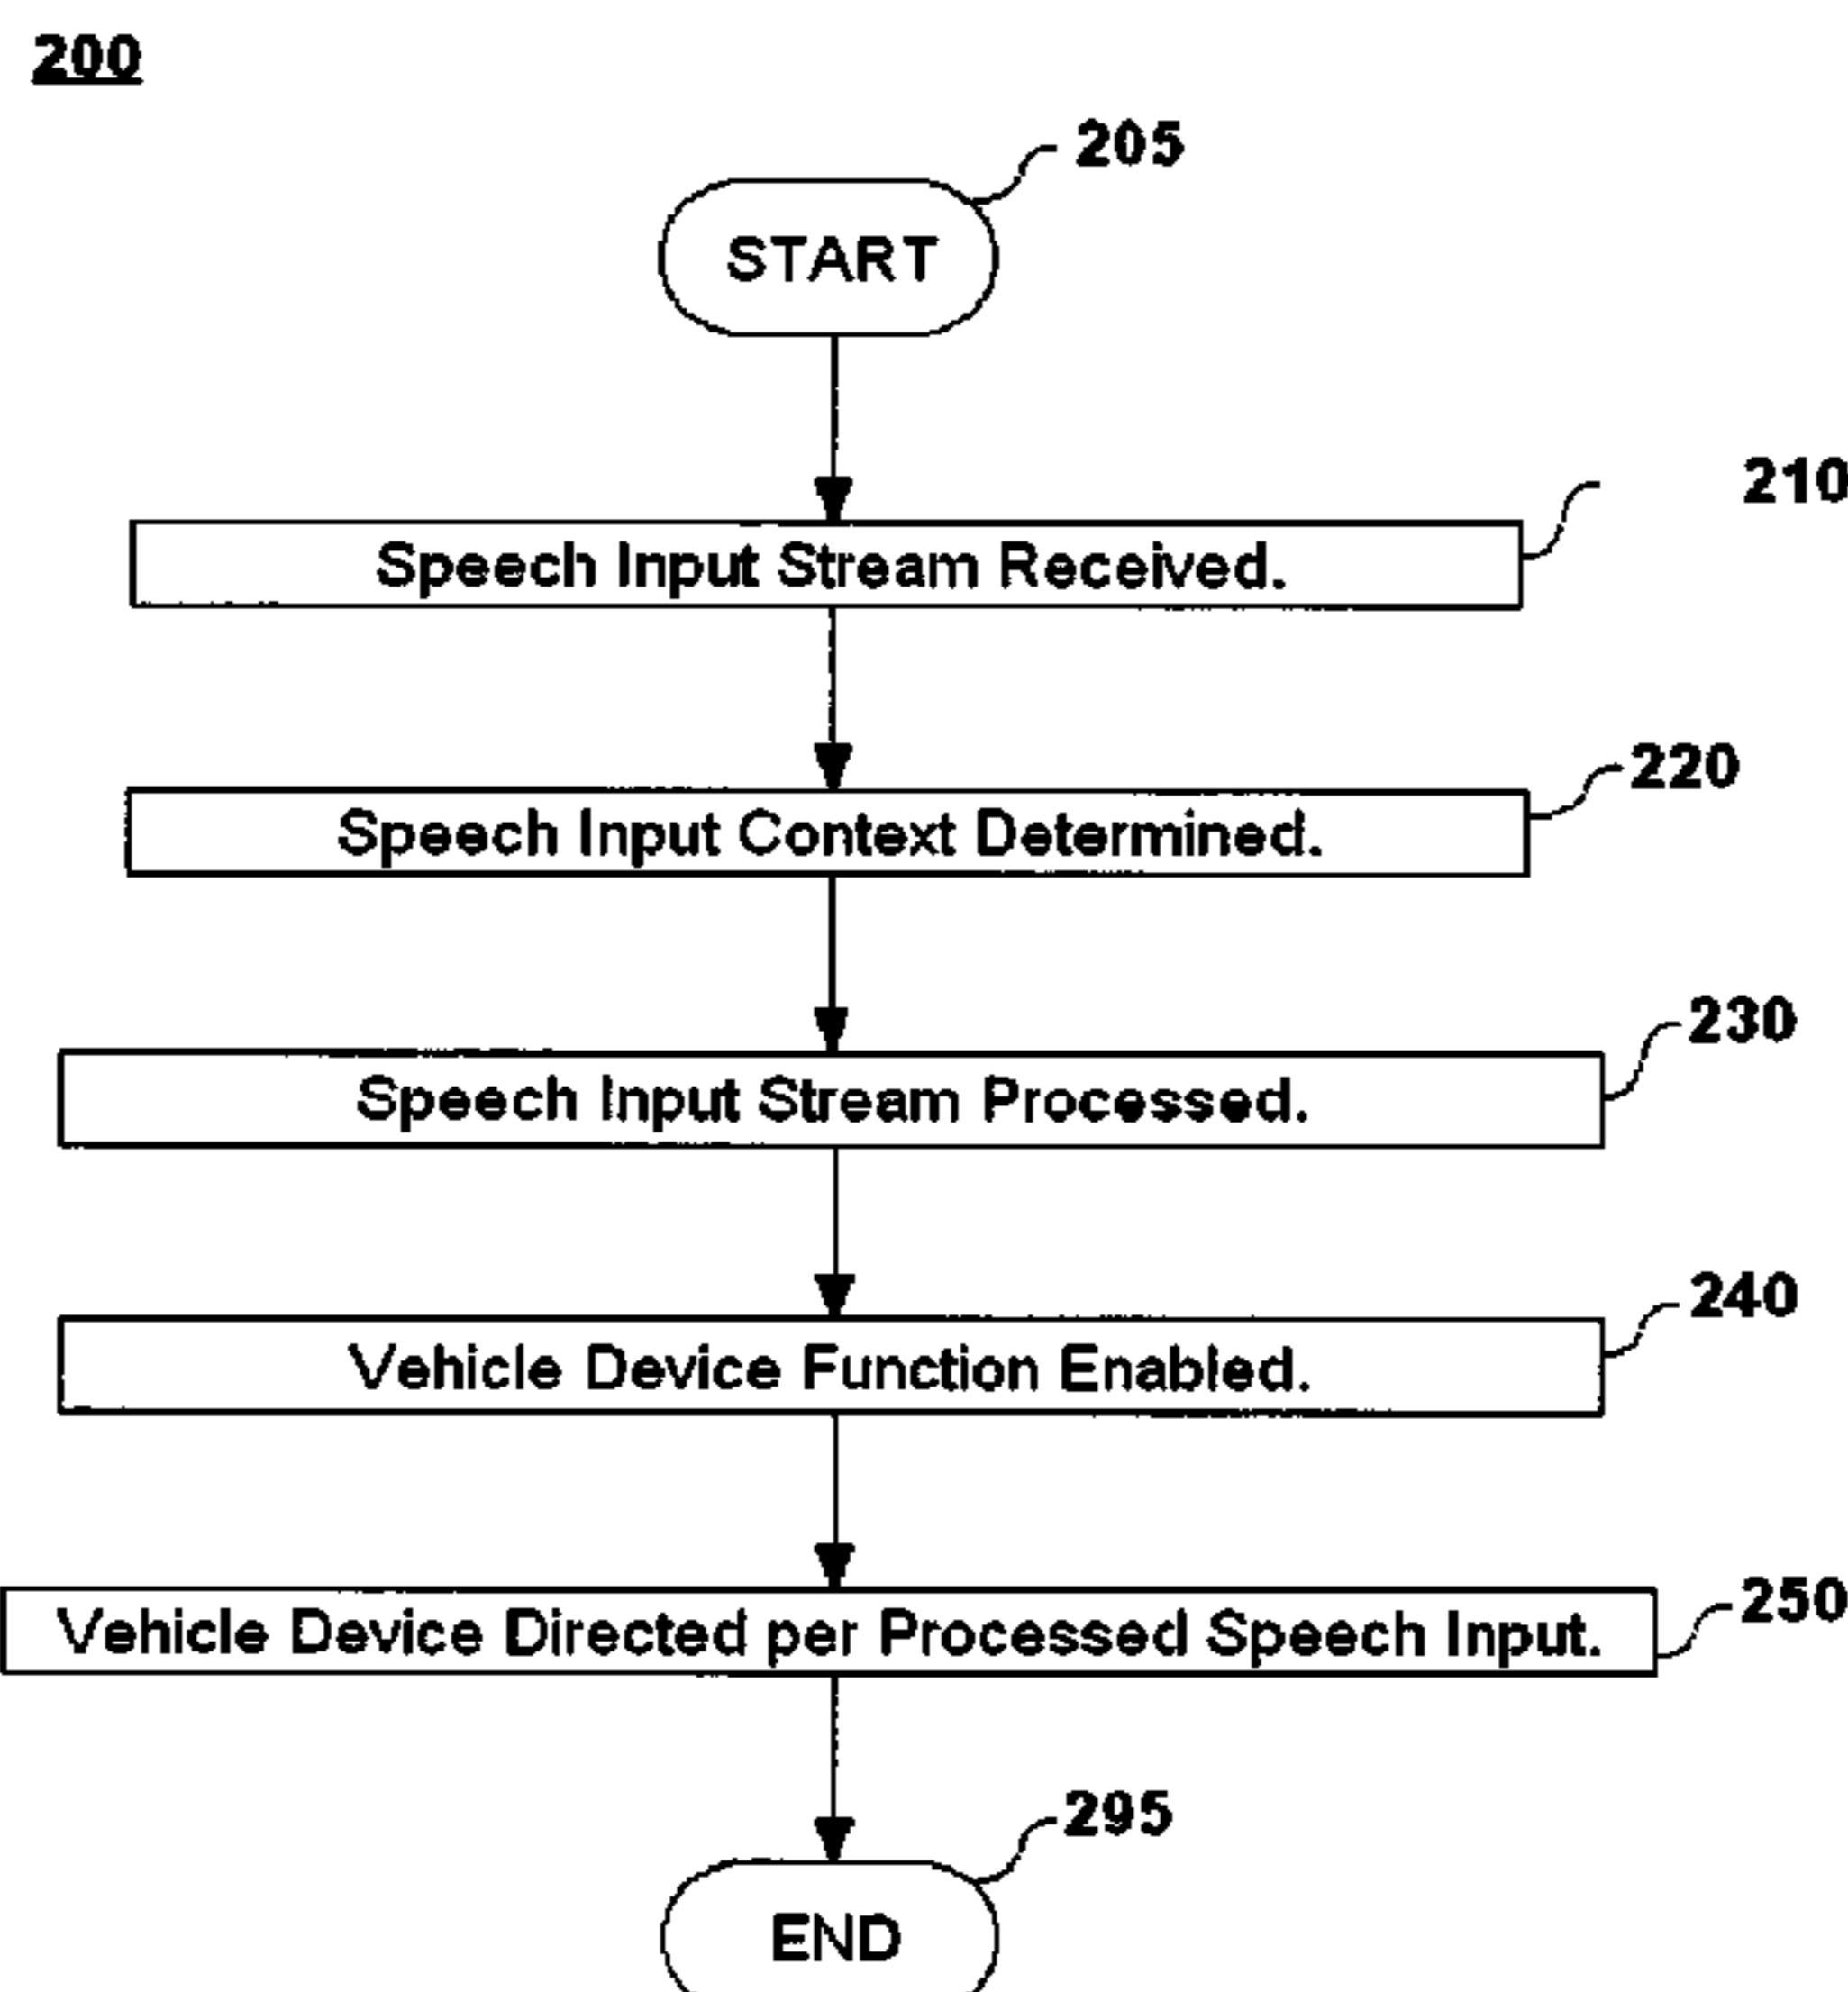 200
205
START
210
Speech Input Stream Received.
220
Speech Input Context Determined.
230
Speech Input Stream Processed.
240
Vehicle Device Function Enabled.
250
Vehicle Device Directed per Processed Speech Input.
295
END